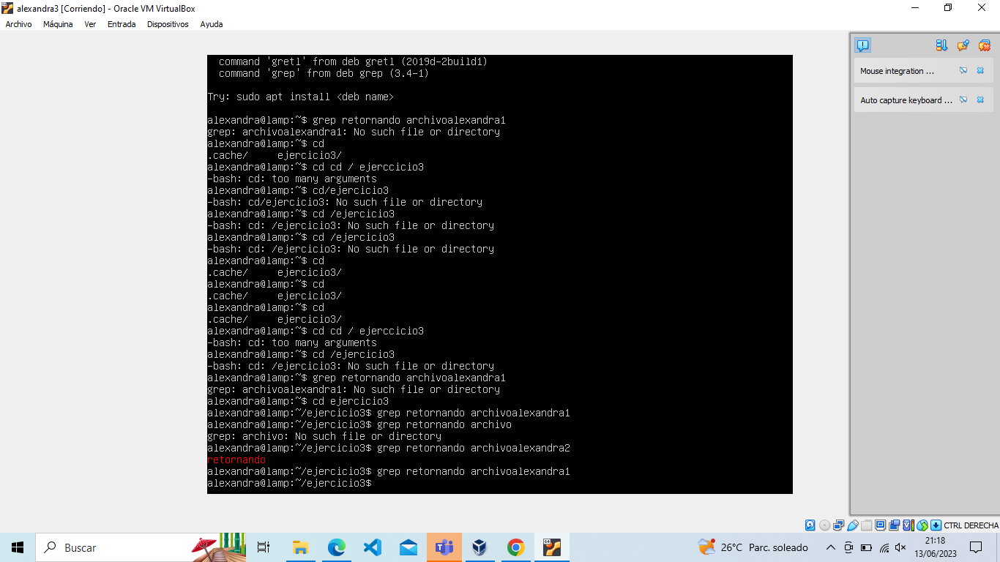 alexandra3 [Corriendo] - Oracle VM VirtualBox
Archivo Máquina Ver Entrada Dispositivos Ayuda
command 'gretl' from deb gretl (2019d-2build1)
command 'grep' from deb grep (3.4-1)
Try: sudo apt install <deb name>
alexandra@lamp:~$ grep retornando archivoalexandra1
grep: archivoalexandra1: No such file or directory
alexandra@lamp:~$ cd
.cache/ ejercicio3/
alexandra@lamp:~$ cd cd / ejerccicio3
-bash: cd: too many arguments
alexandra@lamp:~$ cd/ejercicio3
-bash: cd/ejercicio3: No such file or directory
alexandra@lamp:~$ cd /ejercicio3
-bash: cd: /ejercicio3: No such file or directory
alexandra@lamp:~$ cd /ejercicio3
-bash: cd: /ejercicio3: No such file or directory
alexandra@lamp:~$ cd
.cache/ ejercicio3/
alexandra@lamp:~$ cd
.cache/ ejercicio3/
alexandra@lamp:~$ cd
.cache/ ejercicio3/
alexandra@lamp:~$ cd cd / ejerccicio3
-bash: cd: too many arguments
alexandra@lamp:~$ cd /ejercicio3
-bash: cd: /ejercicio3: No such file or directory
alexandra@lamp:~$ grep retornando archivoalexandra1
grep: archivoalexandra1: No such file or directory
alexandra@lamp:~$ cd ejercicio3
alexandra@lamp:~/ejercicio3$ grep retornando archivoalexandra1
alexandra@lamp:~/ejercicio3$ grep retornando archivo
grep: archivo: No such file or directory
alexandra@lamp:~/ejercicio3$ grep retornando archivoalexandra2
retornando
alexandra@lamp:~/ejercicio3$ grep retornando archivoalexandra1
alexandra@lamp:~/ejercicio3$
Mouse integration ...
Auto capture keyboard ...
CTRL DERECHA
Buscar
26°C Parc. soleado
21:18
13/06/2023